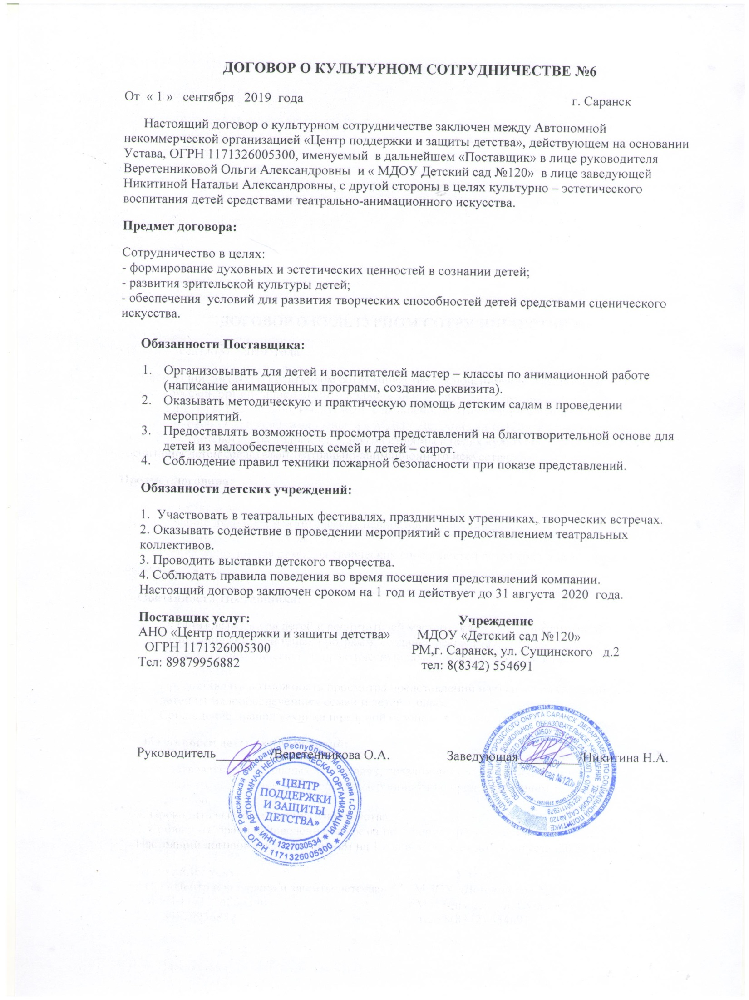 ДОГОВОР О КУЛЬТУРНОМ СОТРУДНИЧЕСТВЕ №6
От « 1 » сентября 2019 года г. Саранск
Настоящий договор о культурном сотрудничестве заключен между Автономной
некоммерческой организацией «Центр поддержки и защиты детства», действующем на основании
Устава, ОГРН 1171326005300, именуемый в дальнейшем «Поставщик» в лице руководителя
Веретенниковой Ольги Александровны и « МДОУ Детский сад №120» в лице заведующей
Никитиной Натальи Александровны, с другой стороны в целях культурно – эстетического
воспитания детей средствами театрально-анимационного искусства.
Предмет договора:
Сотрудничество в целях:
- формирование духовных и эстетических ценностей в сознании детей;
- развития зрительской культуры детей;
- обеспечения условий для развития творческих способностей детей средствами сценического
искусства.
Обязанности Поставщика:
1. Организовывать для детей и воспитателей мастер – классы по анимационной работе
(написание анимационных программ, создание реквизита).
2. Оказывать методическую и практическую помощь детским садам в проведении
мероприятий.
3. Предоставлять возможность просмотра представлений на благотворительной основе для
детей из малообеспеченных семей и детей – сирот.
4. Соблюдение правил техники пожарной безопасности при показе представлений.
Обязанности детских учреждений:
1. Участвовать в театральных фестивалях, праздничных утренниках, творческих встречах.
2. Оказывать содействие в проведении мероприятий с предоставлением театральных
коллективов.
3. Проводить выставки детского творчества.
4. Соблюдать правила поведения во время посещения представлений компании.
Настоящий договор заключен сроком на 1 год и действует до 31 августа 2020 года.
Поставщик услуг: Учреждение
АНО «Центр поддержки и защиты детства» МДОУ «Детский сад №120»
ОГРН 1171326005300 РМ,г. Саранск, ул. Сущинского д.2
Тел: 89879956882 тел: 8(8342) 554691
Руководитель________/Веретенникова О.А. Заведующая_________/Никитина Н.А.
Российская Федерация Республика Мордовия г.Саранск
АВТОНОМНАЯ НЕКОММЕРЧЕСКАЯ ОРГАНИЗАЦИЯ
«ЦЕНТР
ПОДДЕРЖКИ
И ЗАЩИТЫ
ДЕТСТВА»
ИНН 1327030534
ОГРН 1171326005300
АДМИНИСТРАЦИЯ ГОРОДСКОГО ОКРУГА САРАНСК ДЕПАРТАМЕНТ ПО СОЦИАЛЬНОЙ ПОЛИТИКЕ
МУНИЦИПАЛЬНОЕ ДОШКОЛЬНОЕ ОБРАЗОВАТЕЛЬНОЕ УЧРЕЖДЕНИЕ "ДЕТСКИЙ САД №120
ОБЩЕРАЗВИВАЮЩЕГО ВИДА" (МБОУ "ДЕТСКИЙ САД №120") ОГРН 1021301115978
МДОУ
«Детский сад №120»